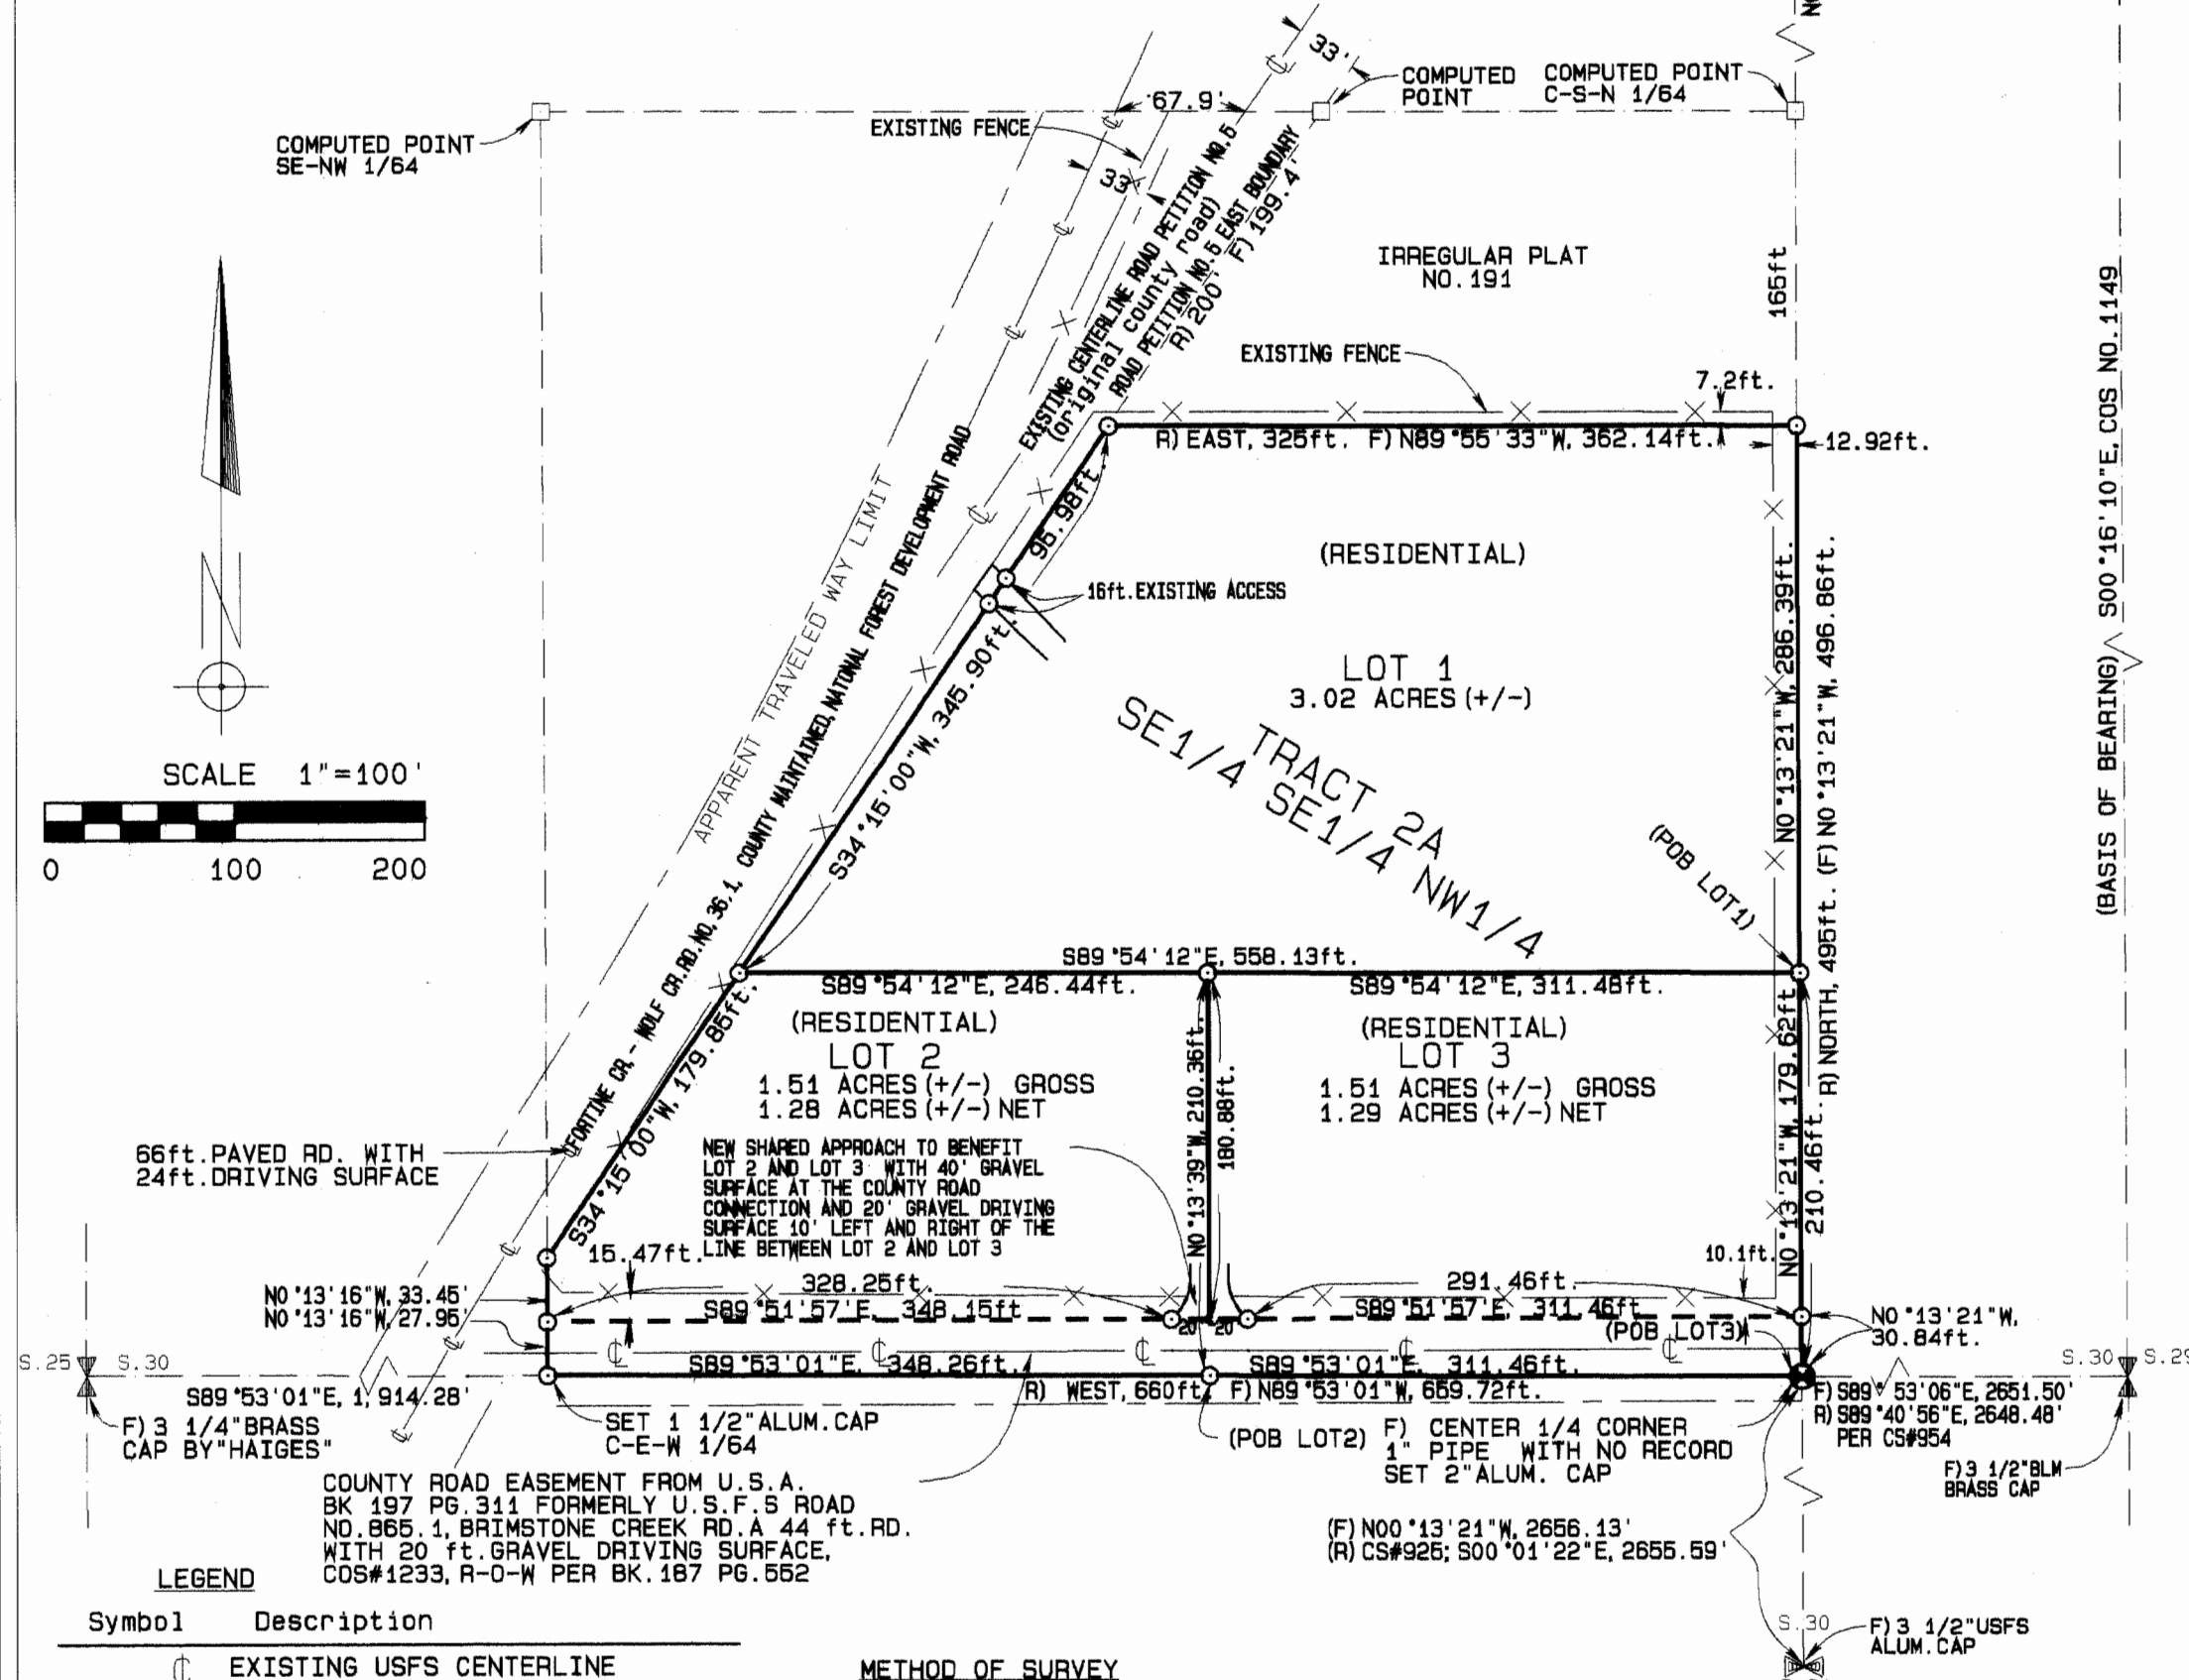 33'
COMPUTED
POINT
COMPUTED POINT
C-S-N 1/64
67.9'
EXISTING FENCE
COMPUTED POINT
SE-NW 1/64
33'
EXISTING CENTERLINE ROAD PETITION NO.5
(original county road)
ROAD PETITION NO.5 EAST BOUNDARY
R) 200' F) 199.4'
IRREGULAR PLAT
NO.191
165ft
EXISTING FENCE
7.2ft.
R) EAST, 325ft. F) N89°55'33"W, 362.14ft.
12.92ft.
(BASIS OF BEARING) S00°16'10"E, COS NO.1149
95.98ft.
(RESIDENTIAL)
16ft.EXISTING ACCESS
N0°13'21"W, 286.39ft.
R) NORTH, 495ft. (F) N0°13'21"W, 496.86ft.
LOT 1
3.02 ACRES (+/-)
TRACT 2A
SE1/4 SE1/4 NW1/4
N
SCALE 1"=100'
0 100 200
APPARENT TRAVELED WAY LIMIT
FORTINE CR. - WOLF CR.RD.NO.36.1, COUNTY MAINTAINED, NATONAL FOREST DEVELOPMENT ROAD
S34°15'00"W, 345.90ft.
(POB LOT1)
S89°54'12"E, 558.13ft.
S89°54'12"E, 246.44ft.
S89°54'12"E, 311.48ft.
S34°15'00"W, 179.85ft.
(RESIDENTIAL)
LOT 2
1.51 ACRES (+/-) GROSS
1.28 ACRES (+/-) NET
(RESIDENTIAL)
LOT 3
1.51 ACRES (+/-) GROSS
1.29 ACRES (+/-) NET
N0°13'39"W, 210.36ft.
180.88ft.
N0°13'21"W, 179.62ft
210.46ft.
NEW SHARED APPROACH TO BENEFIT
LOT 2 AND LOT 3 WITH 40' GRAVEL
SURFACE AT THE COUNTY ROAD
CONNECTION AND 20' GRAVEL DRIVING
SURFACE 10' LEFT AND RIGHT OF THE
LINE BETWEEN LOT 2 AND LOT 3
66ft.PAVED RD. WITH
24ft.DRIVING SURFACE
15.47ft.
10.1ft.
328.25ft.
291.46ft.
N0°13'16"W, 33.45'
N0°13'16"W, 27.95'
S89°51'57"E, 348.15ft
S89°51'57"E, 311.46ft
20 20
(POB LOT3)
N0°13'21"W,
30.84ft.
S.25 S.30
S.30
S89°53'01"E, 348.26ft.
S89°53'01"E, 311.46ft.
S89°53'01"E, 1,914.28'
R) WEST, 660ft F) N89°53'01"W, 659.72ft.
F) S89°53'06"E, 2651.50'
R) S89°40'56"E, 2648.48'
PER CS#954
F) 3 1/4"BRASS
CAP BY"HAIGES"
SET 1 1/2"ALUM.CAP
C-E-W 1/64
(POB LOT2)
F) CENTER 1/4 CORNER
1" PIPE WITH NO RECORD
SET 2"ALUM. CAP
F)3 1/2"BLM
BRASS CAP
COUNTY ROAD EASEMENT FROM U.S.A.
BK 197 PG.311 FORMERLY U.S.F.S ROAD
NO.865.1, BRIMSTONE CREEK RD.A 44 ft.RD.
WITH 20 ft.GRAVEL DRIVING SURFACE,
COS#1233, R-O-W PER BK.187 PG.552
(F) N00°13'21"W, 2656.13'
(R) CS#925; S00°01'22"E, 2655.59'
S.30
F) 3 1/2"USFS
ALUM.CAP
LEGEND
Symbol Description
℄ EXISTING USFS CENTERLINE
METHOD OF SURVEY